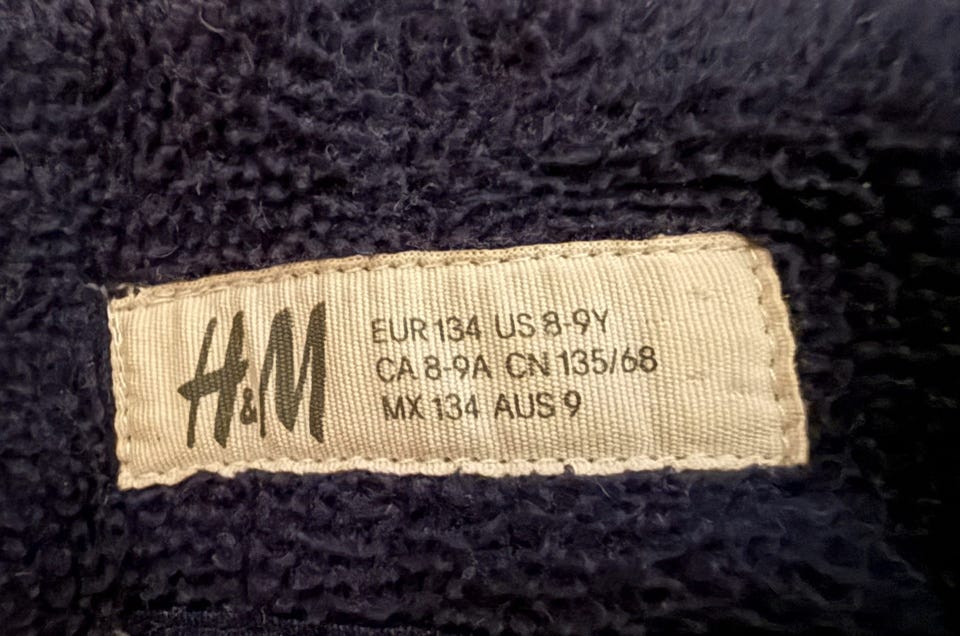 H&M
EUR 134 US 8-9Y
CA 8-9A CN 135/68
MX 134 AUS 9